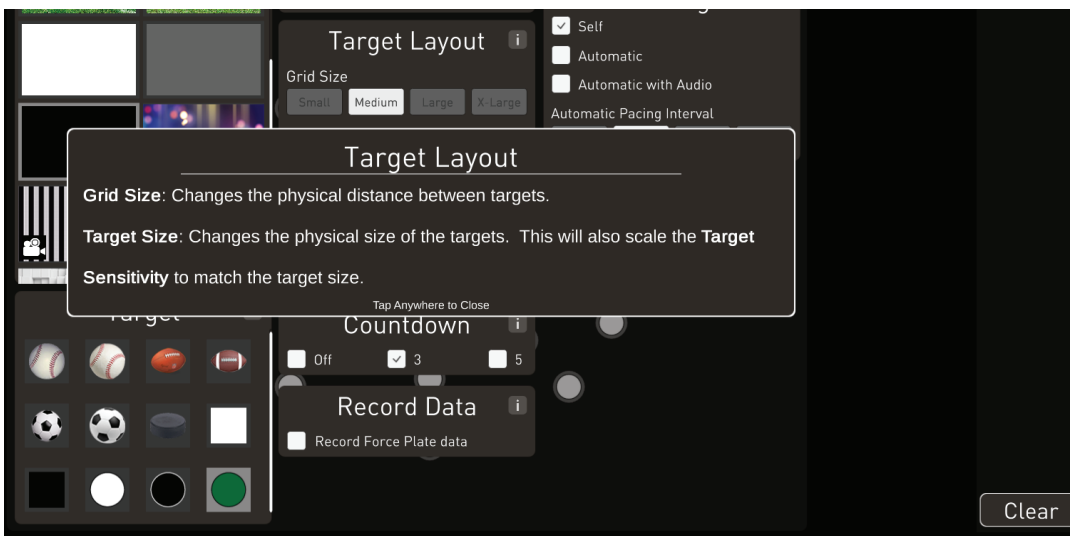 Target Layout i
Grid Size
Small Medium Large X-Large
Self
Automatic
Automatic with Audio
Automatic Pacing Interval
Target Layout
Grid Size: Changes the physical distance between targets.
Target Size: Changes the physical size of the targets.  This will also scale the Target
Sensitivity to match the target size.
Tap Anywhere to Close
Target
Countdown i
Off 3 5
Record Data i
Record Force Plate data
Clear